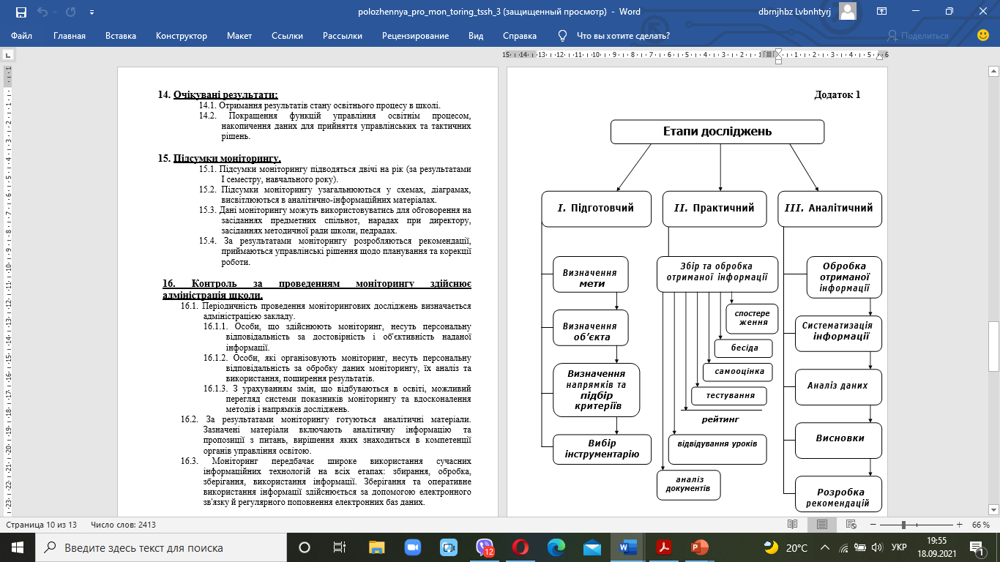 polozhennya_pro_mon_toring_tssh_3 (защищенный просмотр) - Word
dbrnjhbz Lvbnhtyrj
Файл Главная Вставка Конструктор Макет Ссылки Рассылки Рецензирование Вид Справка Что вы хотите сделать? Поделиться
14. Очікувані результати:
14.1. Отримання результатів стану освітнього процесу в школі.
14.2. Покращення функцій управління освітнім процесом,
накопичення даних для прийняття управлінських та тактичних
рішень.
15. Підсумки моніторингу.
15.1. Підсумки моніторингу підводяться двічі на рік (за результатами
І семестру, навчального року).
15.2. Підсумки моніторингу узагальнюються у схемах, діаграмах,
висвітлюються в аналітично-інформаційних матеріалах.
15.3. Дані моніторингу можуть використовуватись для обговорення на
засіданнях предметних спільнот, нарадах при директору,
засіданнях методичної ради школи, педрадах.
15.4. За результатами моніторингу розробляються рекомендації,
приймаються управлінські рішення щодо планування та корекції
роботи.
16. Контроль за проведенням моніторингу здійснює
адміністрація школи.
16.1. Періодичність проведення моніторингових досліджень визначається
адміністрацією закладу.
16.1.1. Особи, що здійснюють моніторинг, несуть персональну
відповідальність за достовірність і об'єктивність наданої
інформації.
16.1.2. Особи, які організовують моніторинг, несуть персональну
відповідальність за обробку даних моніторингу, їх аналіз та
використання, поширення результатів.
16.1.3. З урахуванням змін, що відбуваються в освіті, можливий
перегляд системи показників моніторингу та вдосконалення
методів і напрямків досліджень.
16.2. За результатами моніторингу готуються аналітичні матеріали.
Зазначені матеріали включають аналітичну інформацію та
пропозиції з питань, вирішення яких знаходиться в компетенції
органів управління освітою.
16.3. Моніторинг передбачає широке використання сучасних
інформаційних технологій на всіх етапах: збирання, обробка,
зберігання, використання інформації. Зберігання та оперативне
використання інформації здійснюється за допомогою електронного
зв'язку й регулярного поповнення електронних баз даних.
Додаток 1
Етапи досліджень
I. Підготовчий
Визначення
мети
Визначення
об’єкта
Визначення
напрямків та
підбір
критеріїв
Вибір
інструментарію
II. Практичний
Збір та обробка
отриманої інформації
спостере
ження
бесіда
самооцінка
тестування
рейтинг
відвідування уроків
аналіз
документів
III. Аналітичний
Обробка
отриманої
інформації
Систематизація
інформації
Аналіз даних
Висновки
Розробка
рекомендацій
Страница 10 из 13 Число слов: 2413 66 %
Введите здесь текст для поиска
12
20°C УКР
19:55
18.09.2021
1